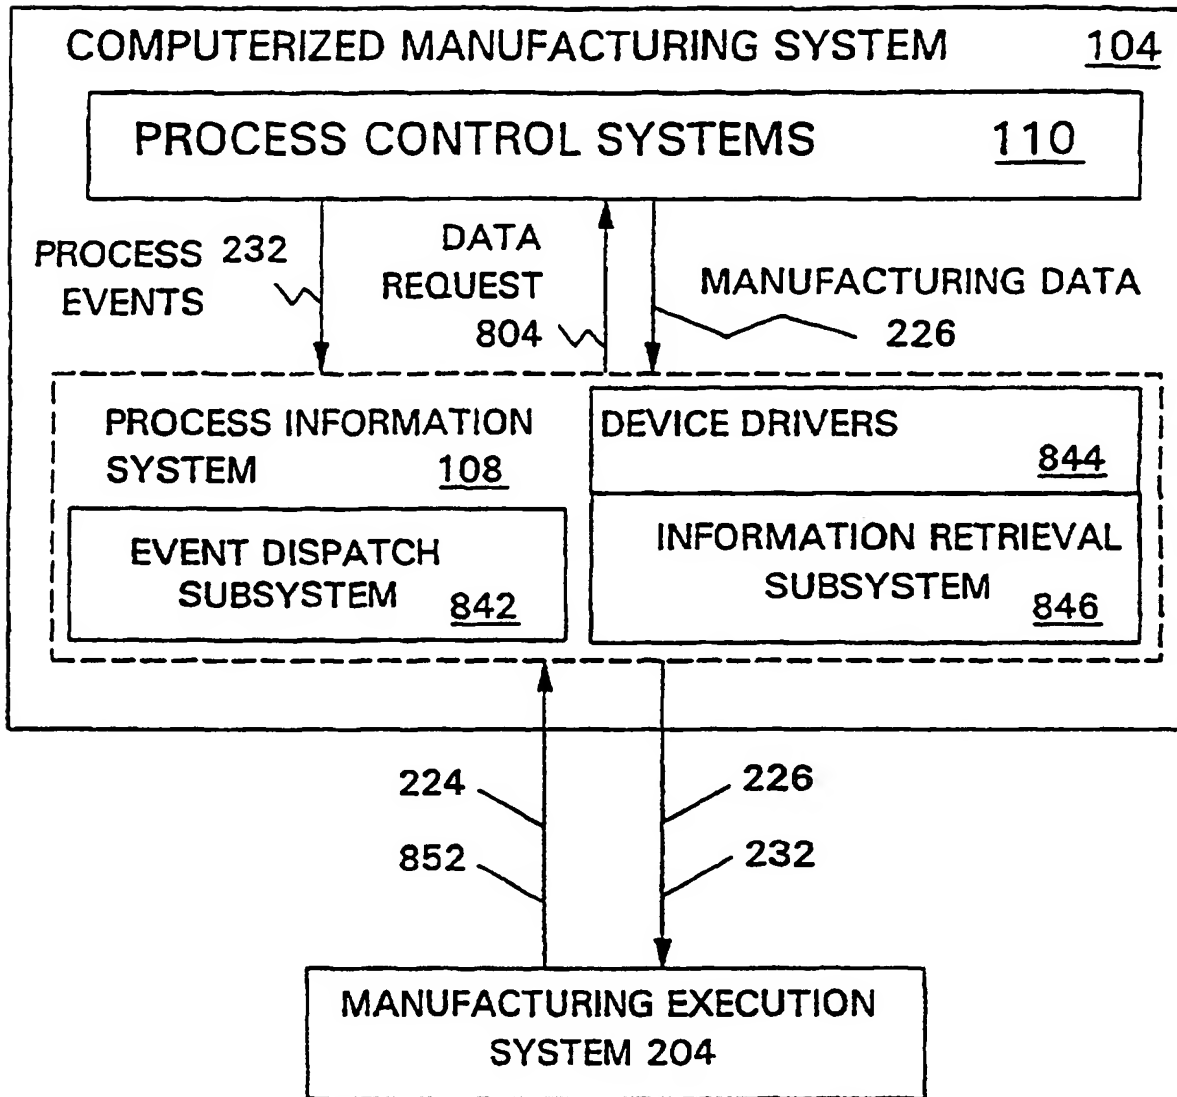 COMPUTERIZED MANUFACTURING SYSTEM 104
PROCESS CONTROL SYSTEMS 110
PROCESS 232
EVENTS
DATA
REQUEST
804
MANUFACTURING DATA
226
PROCESS INFORMATION
SYSTEM 108
DEVICE DRIVERS
844
EVENT DISPATCH
SUBSYSTEM 842
INFORMATION RETRIEVAL
SUBSYSTEM 846
224
226
852
232
MANUFACTURING EXECUTION
SYSTEM 204